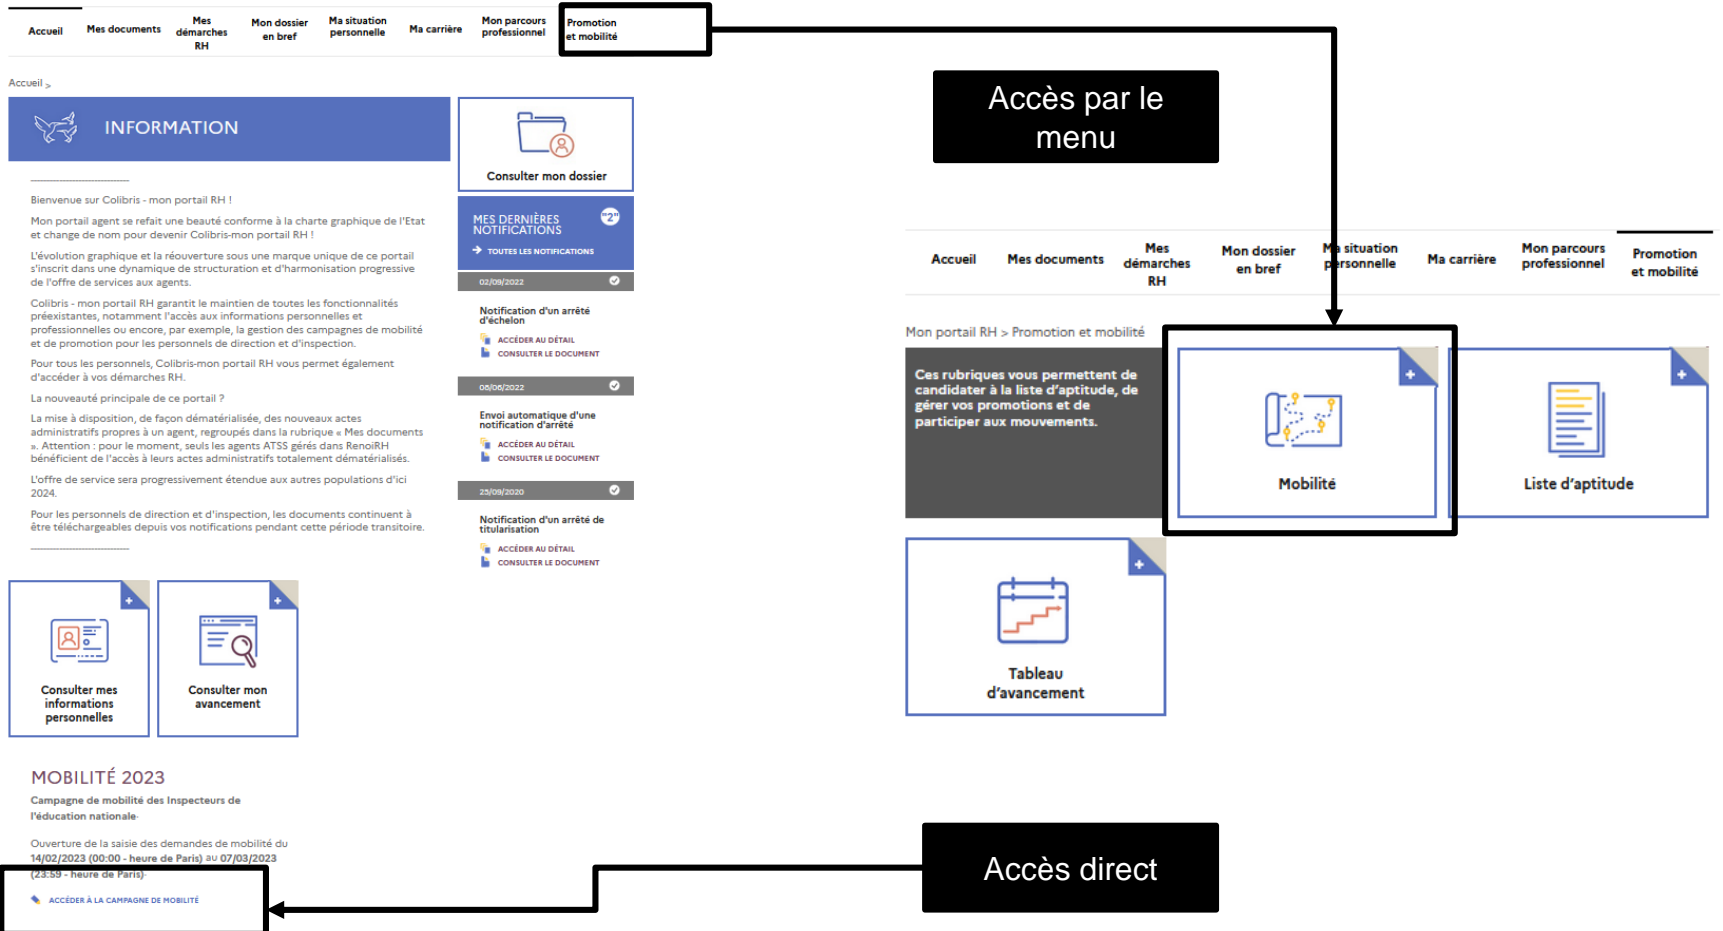 Accueil
Mes documents
Mes
démarches
RH
Mon dossier
en bref
Ma situation
personnelle
Ma carrière
Mon parcours
professionnel
Promotion
et mobilité
Accueil >
INFORMATION
Bienvenue sur Colibris - mon portail RH !
Mon portail agent se refait une beauté conforme à la charte graphique de l'Etat
et change de nom pour devenir Colibris-mon portail RH !
L'évolution graphique et la réouverture sous une marque unique de ce portail
s'inscrit dans une dynamique de structuration et d'harmonisation progressive
de l'offre de services aux agents.
Colibris - mon portail RH garantit le maintien de toutes les fonctionnalités
préexistantes, notamment l'accès aux informations personnelles et
professionnelles ou encore, par exemple, la gestion des campagnes de mobilité
et de promotion pour les personnels de direction et d'inspection.
Pour tous les personnels, Colibris-mon portail RH vous permet également
d'accéder à vos démarches RH.
La nouveauté principale de ce portail ?
La mise à disposition, de façon dématérialisée, des nouveaux actes
administratifs propres à un agent, regroupés dans la rubrique « Mes documents
». Attention : pour le moment, seuls les agents ATSS gérés dans RenoiRH
bénéficient de l'accès à leurs actes administratifs totalement dématérialisés.
L'offre de service sera progressivement étendue aux autres populations d'ici
2024.
Pour les personnels de direction et d'inspection, les documents continuent à
être téléchargeables depuis vos notifications pendant cette période transitoire.
Consulter mon dossier
MES DERNIÈRES
NOTIFICATIONS
"2"
TOUTES LES NOTIFICATIONS
02/09/2022
Notification d'un arrêté
d'échelon
ACCÉDER AU DÉTAIL
CONSULTER LE DOCUMENT
08/06/2022
Envoi automatique d'une
notification d'arrêté
ACCÉDER AU DÉTAIL
CONSULTER LE DOCUMENT
25/09/2020
Notification d'un arrêté de
titularisation
ACCÉDER AU DÉTAIL
CONSULTER LE DOCUMENT
Consulter mes
informations
personnelles
Consulter mon
avancement
MOBILITÉ 2023
Campagne de mobilité des Inspecteurs de
l'éducation nationale
Ouverture de la saisie des demandes de mobilité du
14/02/2023 (00:00 - heure de Paris) au 07/03/2023
(23:59 - heure de Paris)
ACCÉDER À LA CAMPAGNE DE MOBILITÉ
Accès par le
menu
Accueil
Mes documents
Mes
démarches
RH
Mon dossier
en bref
Ma situation
personnelle
Ma carrière
Mon parcours
professionnel
Promotion
et mobilité
Mon portail RH > Promotion et mobilité
Ces rubriques vous permettent de
candidater à la liste d'aptitude, de
gérer vos promotions et de
participer aux mouvements.
Mobilité
Liste d'aptitude
Tableau
d'avancement
Accès direct